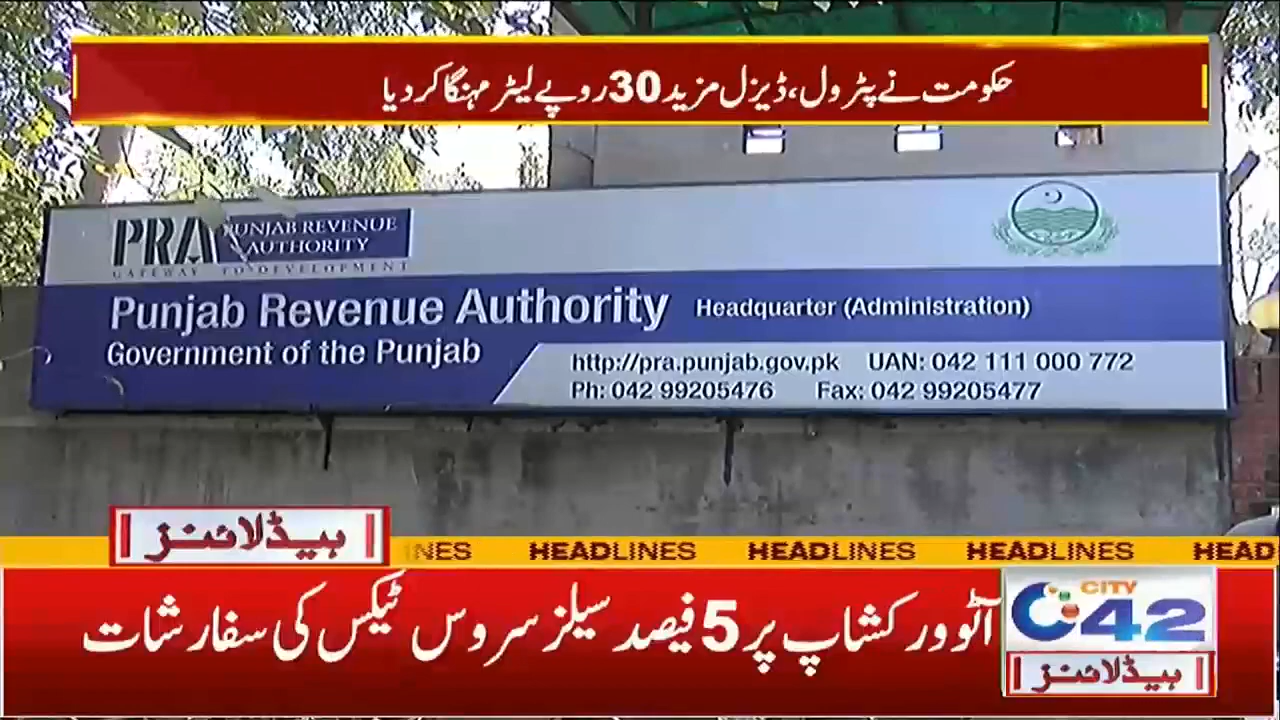 حکومت نے پٹرول، ڈیزل مزید 30 روپے لیٹر مہنگا کر دیا
PRA PUNJAB REVENUE AUTHORITY
GATEWAY TO DEVELOPMENT
Punjab Revenue Authority Headquarter (Administration)
Government of the Punjab
http://pra.punjab.gov.pk UAN: 042 111 000 772
Ph: 042 99205476 Fax: 042 99205477
ہیڈلائنز
INES HEADLINES HEADLINES HEADLINES HEAD
آٹو ورکشاپ پر 5 فیصد سیلز سروس ٹیکس کی سفارشات
CITY
42
ہیڈلائنز